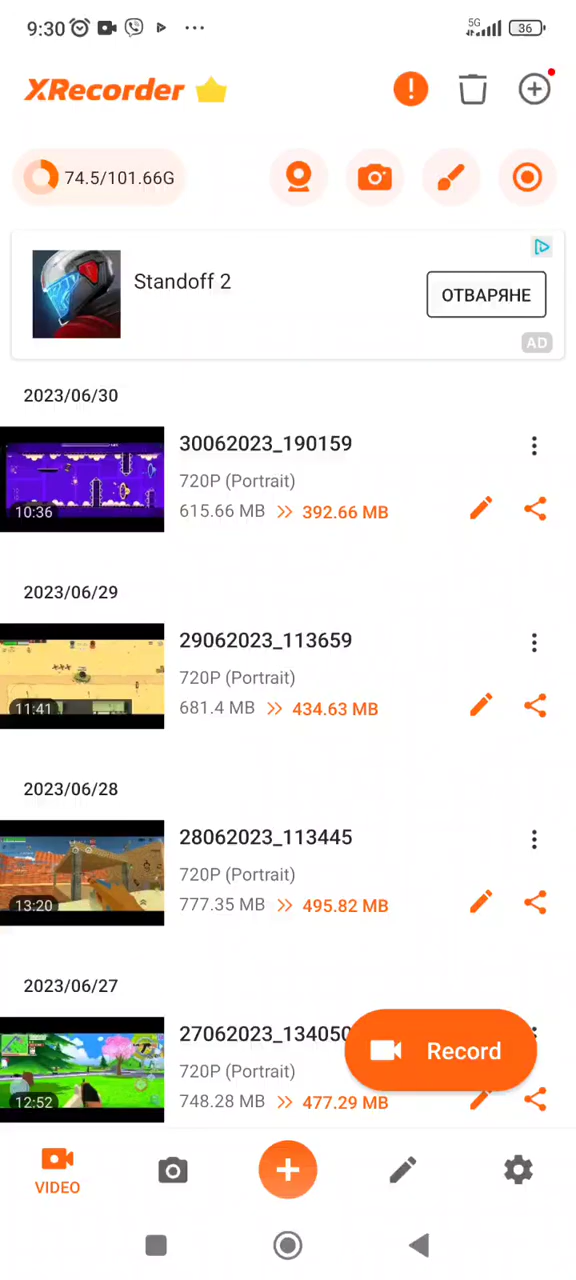 9:30
5G
36
XRecorder
74.5/101.66G
Standoff 2
ОТВАРЯНЕ
AD
2023/06/30
30062023_190159
720P (Portrait)
615.66 MB >> 392.66 MB
10:36
2023/06/29
29062023_113659
720P (Portrait)
681.4 MB >> 434.63 MB
11:41
2023/06/28
28062023_113445
720P (Portrait)
777.35 MB >> 495.82 MB
13:20
2023/06/27
27062023_134050
720P (Portrait)
748.28 MB >> 477.29 MB
12:52
Record
VIDEO